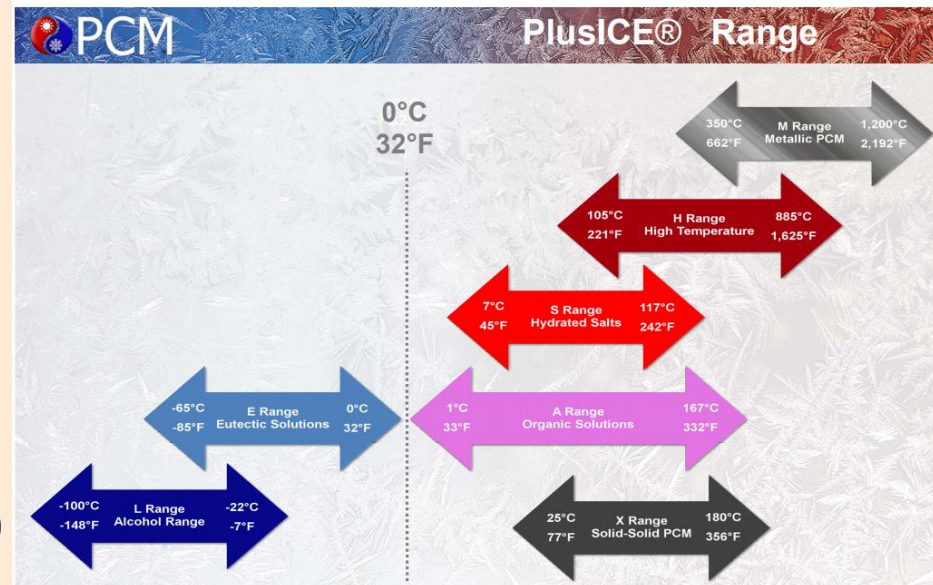 PCM
PlusICE® Range
0°C
32°F
350°C M Range 1,200°C
662°F Metallic PCM 2,192°F
105°C H Range 885°C
221°F High Temperature 1,625°F
7°C S Range 117°C
45°F Hydrated Salts 242°F
-65°C E Range 0°C
-85°F Eutectic Solutions 32°F
1°C A Range 167°C
33°F Organic Solutions 332°F
-100°C L Range -22°C
-148°F Alcohol Range -7°F
25°C X Range 180°C
77°F Solid-Solid PCM 356°F